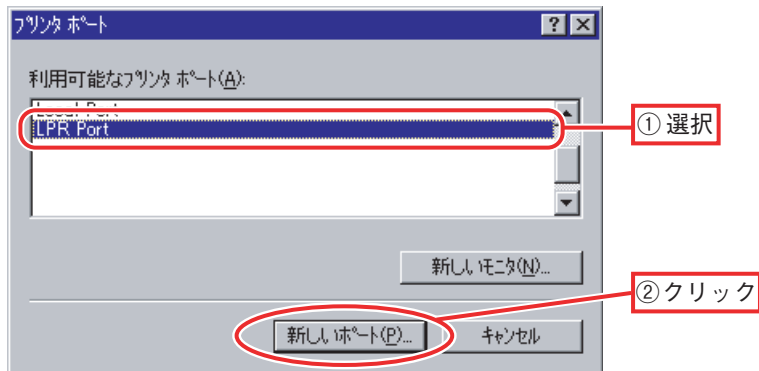 プリンタ ポート
利用可能なプリンタ ポート(A):
Local Port
LPR Port
① 選択
新しいモニタ(N)...
② クリック
新しいポート(P)...
キャンセル